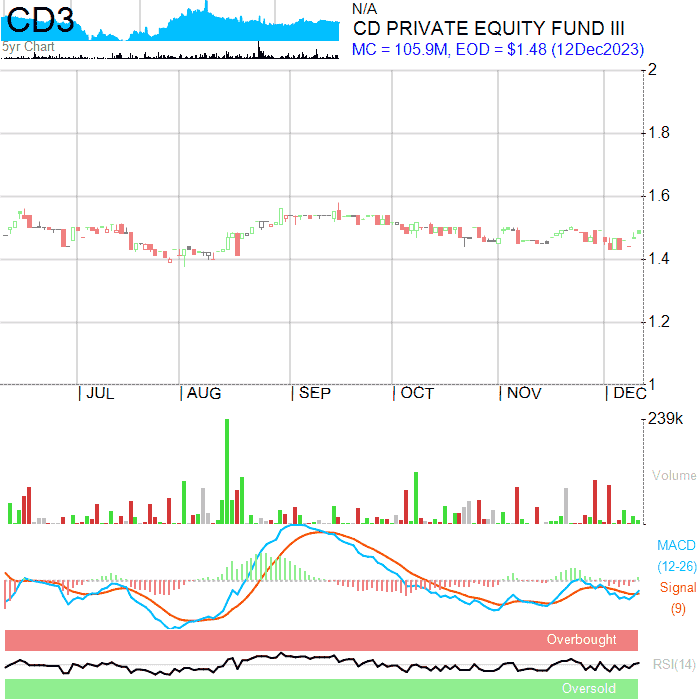 CD3
5yr Chart
N/A
CD PRIVATE EQUITY FUND III
MC = 105.9M, EOD = $1.48 (12Dec2023)
2
1.8
1.6
1.4
1.2
1
JUL AUG SEP OCT NOV DEC
239k
Volume
MACD
(12-26)
Signal
(9)
Overbought
RSI(14)
Oversold